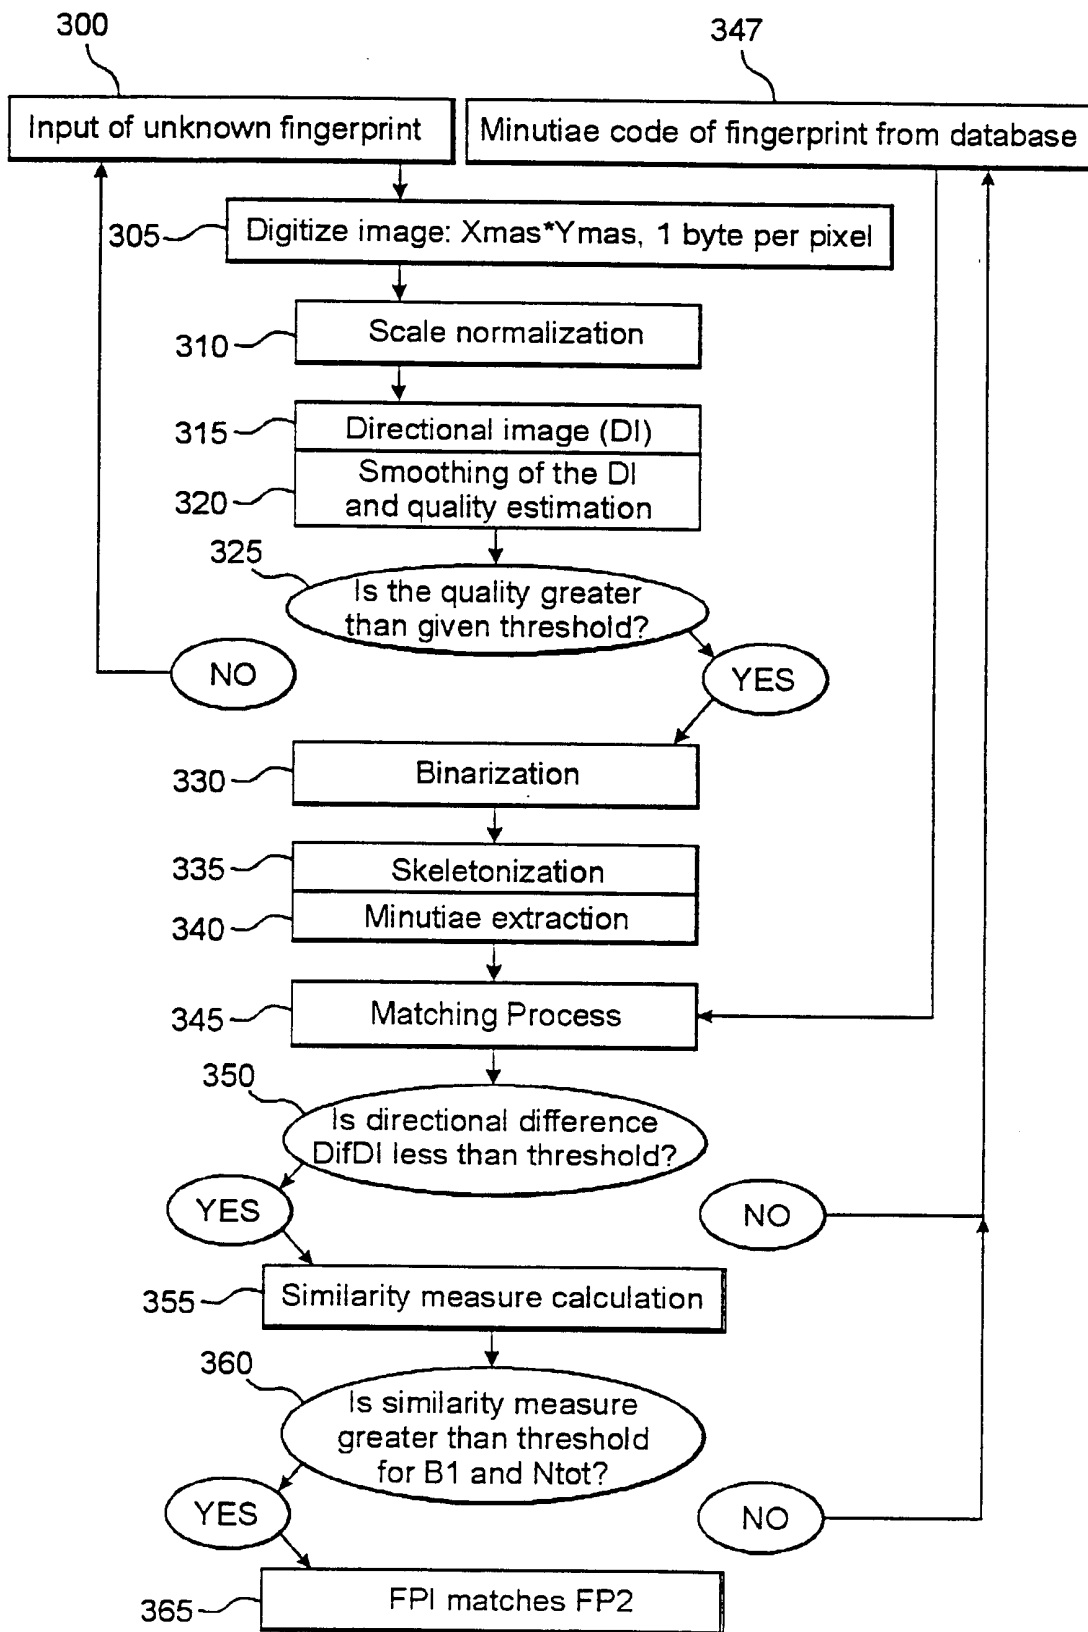 300
347
Input of unknown fingerprint
Minutiae code of fingerprint from database
305
Digitize image: Xmas*Ymas, 1 byte per pixel
310
Scale normalization
315
Directional image (DI)
320
Smoothing of the DI
and quality estimation
325
Is the quality greater
than given threshold?
NO
YES
330
Binarization
335
Skeletonization
340
Minutiae extraction
345
Matching Process
350
Is directional difference
DifDI less than threshold?
YES
NO
355
Similarity measure calculation
360
Is similarity measure
greater than threshold
for B1 and Ntot?
YES
NO
365
FPI matches FP2